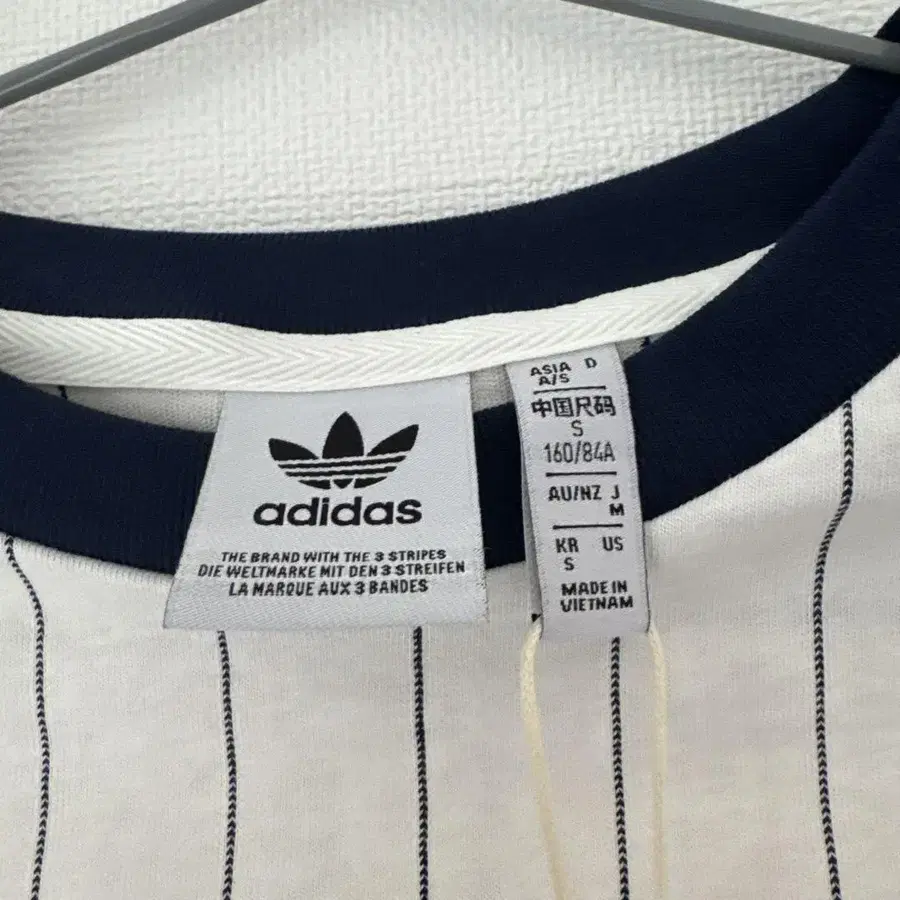 adidas
THE BRAND WITH THE 3 STRIPES
DIE WELTMARKE MIT DEN 3 STREIFEN
LA MARQUE AUX 3 BANDES
ASIA D
A/S
中国尺码
S
160/84A
AU/NZ J
M
KR US
S
MADE IN
VIETNAM